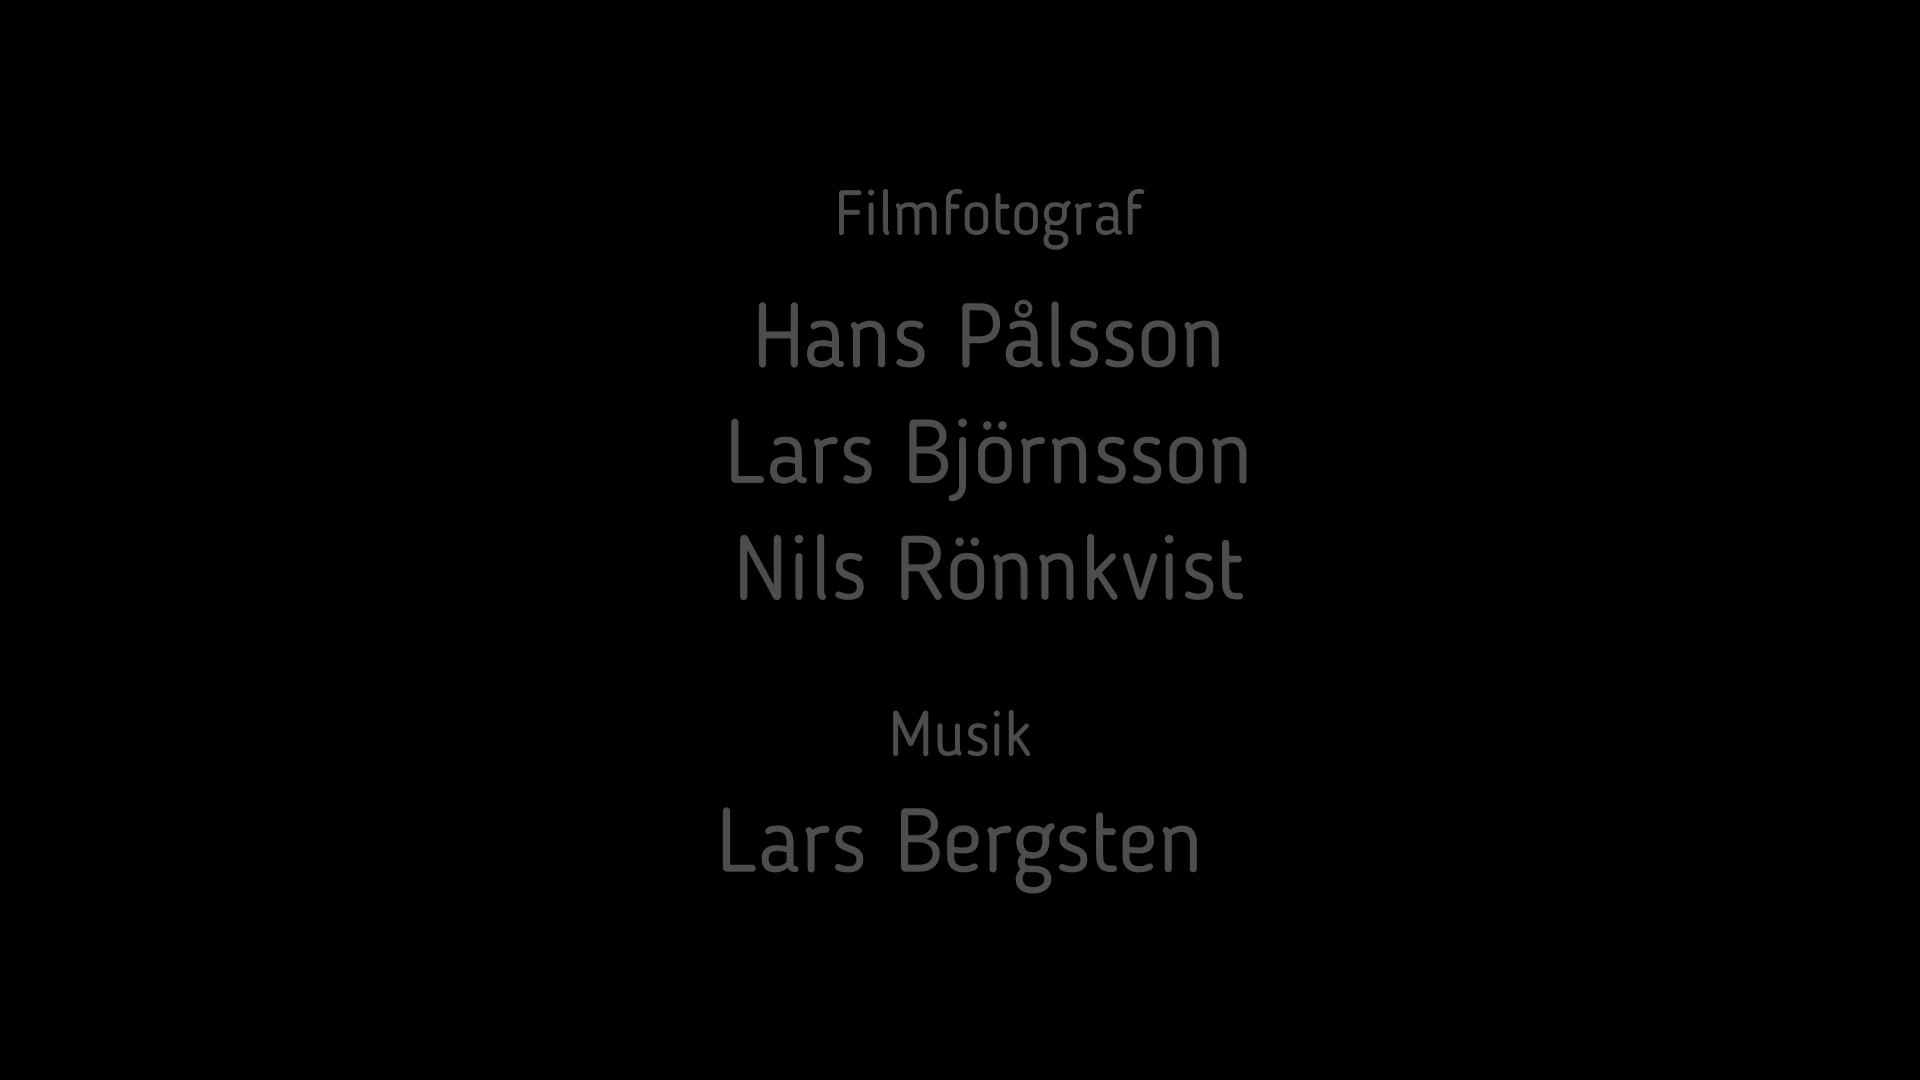 Filmfotograf
Hans Pålsson
Lars Björnsson
Nils Rönnkvist
Musik
Lars Bergsten